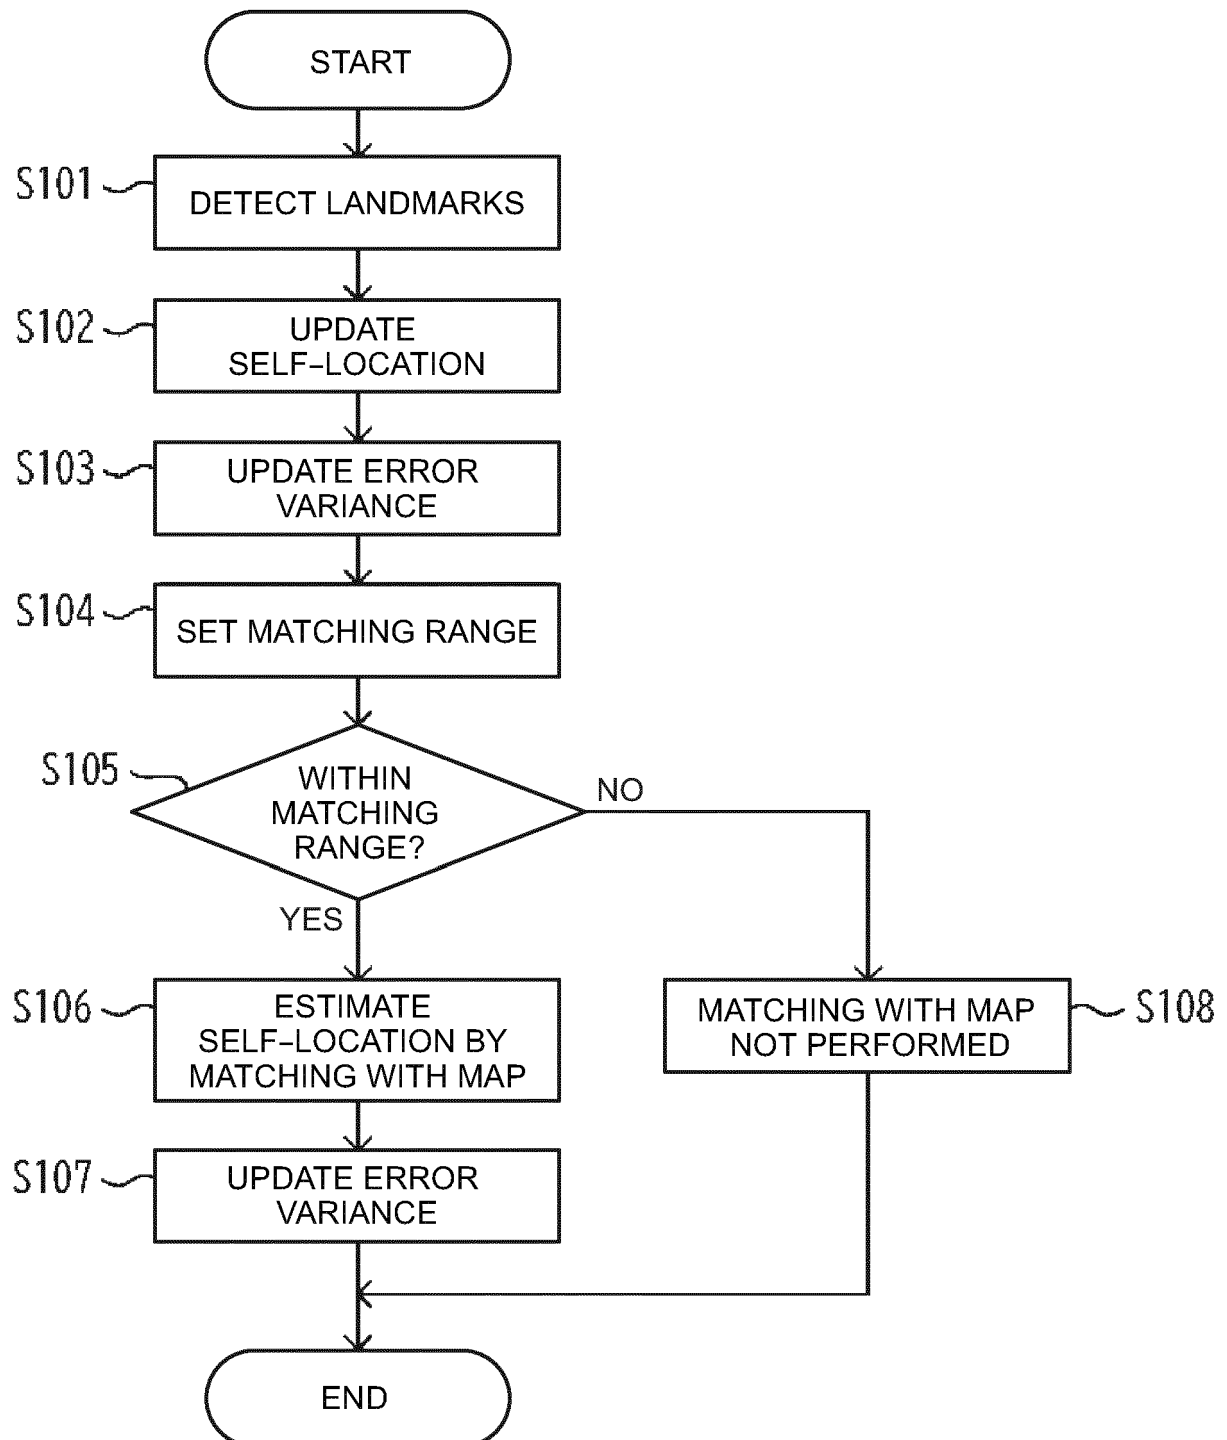 START
S101
DETECT LANDMARKS
S102
UPDATE
SELF-LOCATION
S103
UPDATE ERROR
VARIANCE
S104
SET MATCHING RANGE
S105
WITHIN
MATCHING
RANGE?
NO
YES
S106
ESTIMATE
SELF-LOCATION BY
MATCHING WITH MAP
MATCHING WITH MAP
NOT PERFORMED
S108
S107
UPDATE ERROR
VARIANCE
END